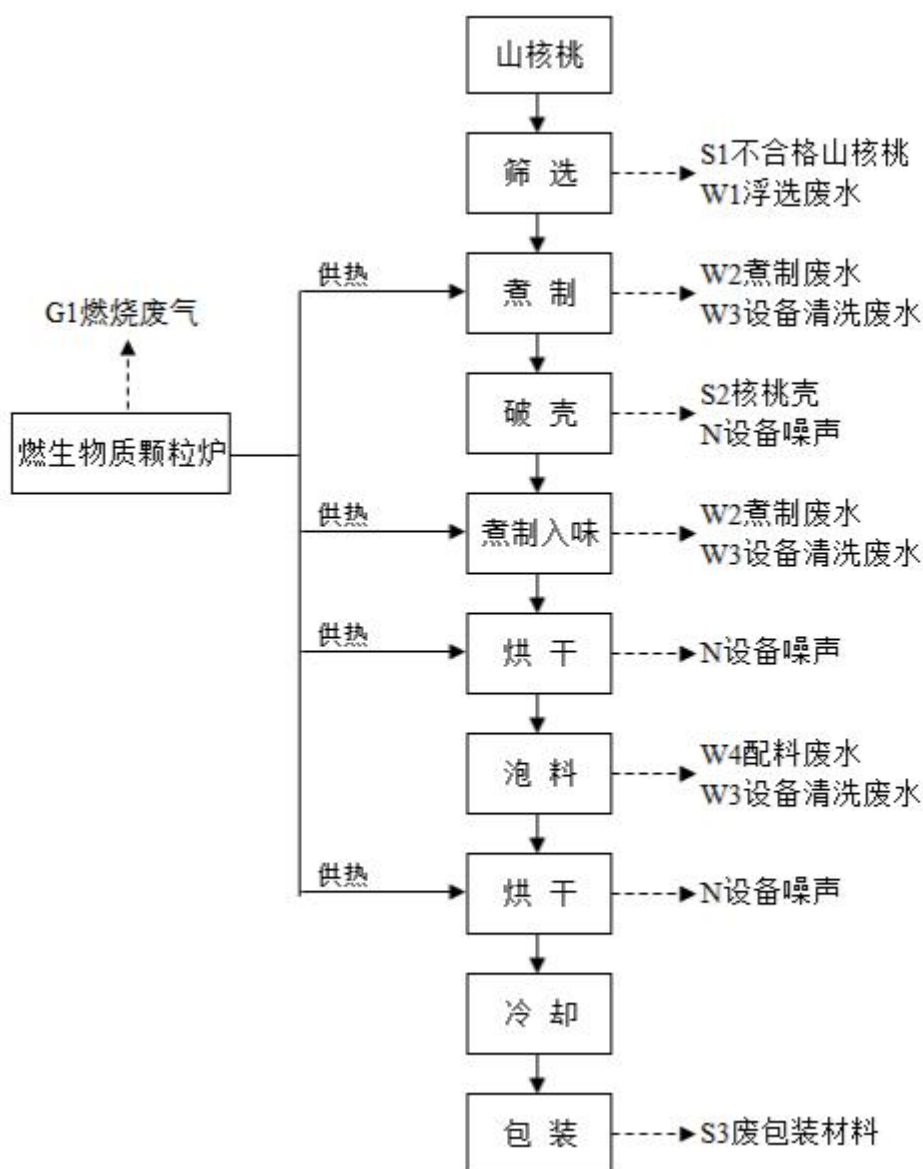 山核桃
筛 选
S1不合格山核桃
W1浮选废水
供热
煮 制
W2煮制废水
W3设备清洗废水
G1燃烧废气
破 壳
S2核桃壳
N设备噪声
燃生物质颗粒炉
供热
煮制入味
W2煮制废水
W3设备清洗废水
供热
烘 干
N设备噪声
泡 料
W4配料废水
W3设备清洗废水
供热
烘 干
N设备噪声
冷 却
包 装
S3废包装材料